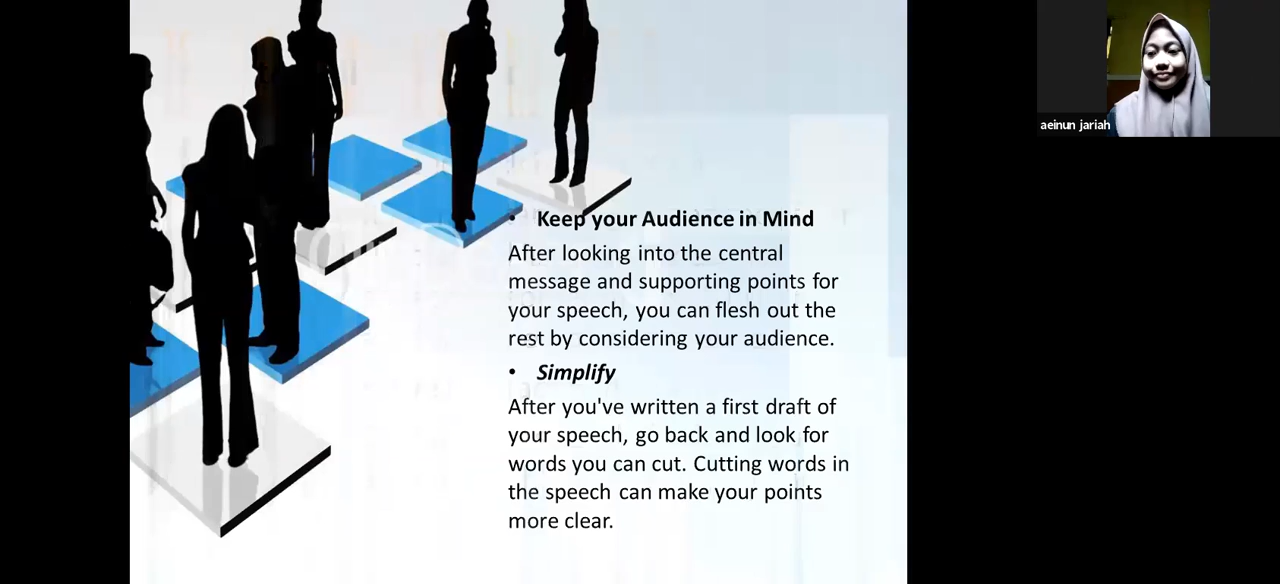 • Keep your Audience in Mind
After looking into the central
message and supporting points for
your speech, you can flesh out the
rest by considering your audience.
• Simplify
After you've written a first draft of
your speech, go back and look for
words you can cut. Cutting words in
the speech can make your points
more clear.
aeinun jariah